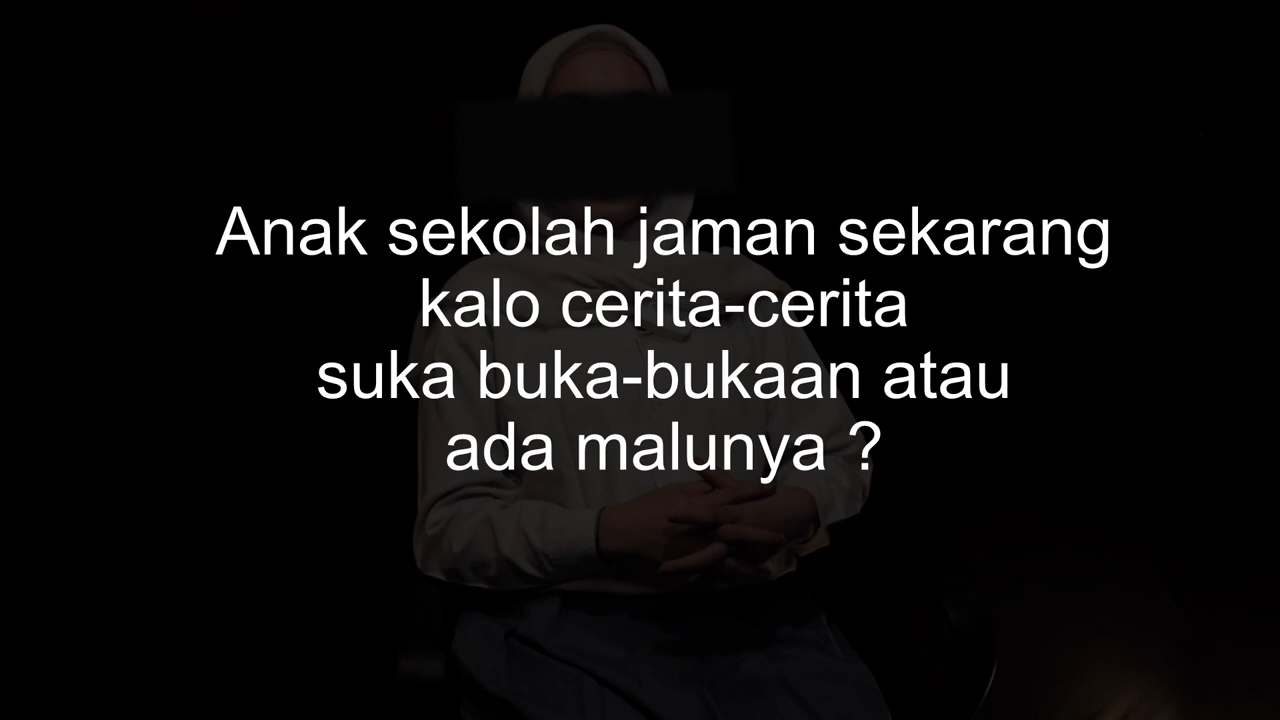 Anak sekolah jaman sekarang
kalo cerita-cerita
suka buka-bukaan atau
ada malunya ?